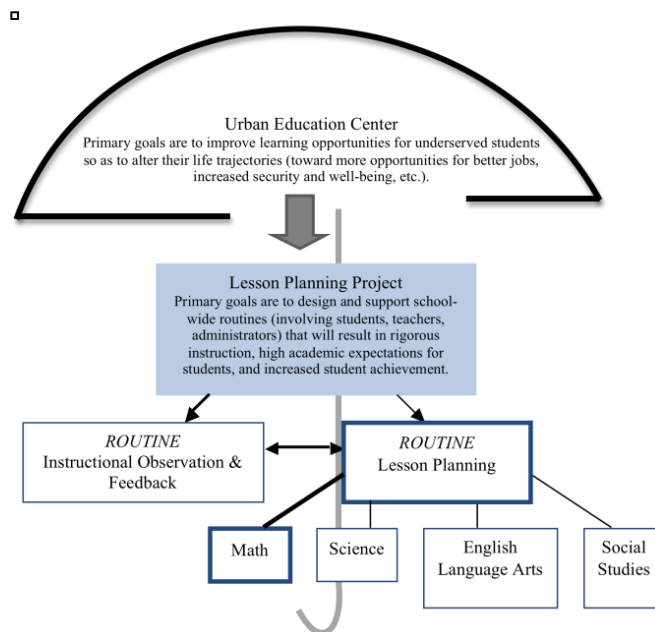 Urban Education Center
Primary goals are to improve learning opportunities for underserved students
so as to alter their life trajectories (toward more opportunities for better jobs,
increased security and well-being, etc.).
Lesson Planning Project
Primary goals are to design and support school-
wide routines (involving students, teachers,
administrators) that will result in rigorous
instruction, high academic expectations for
students, and increased student achievement.
ROUTINE
Instructional Observation &
Feedback
ROUTINE
Lesson Planning
Math
Science
English
Language Arts
Social
Studies